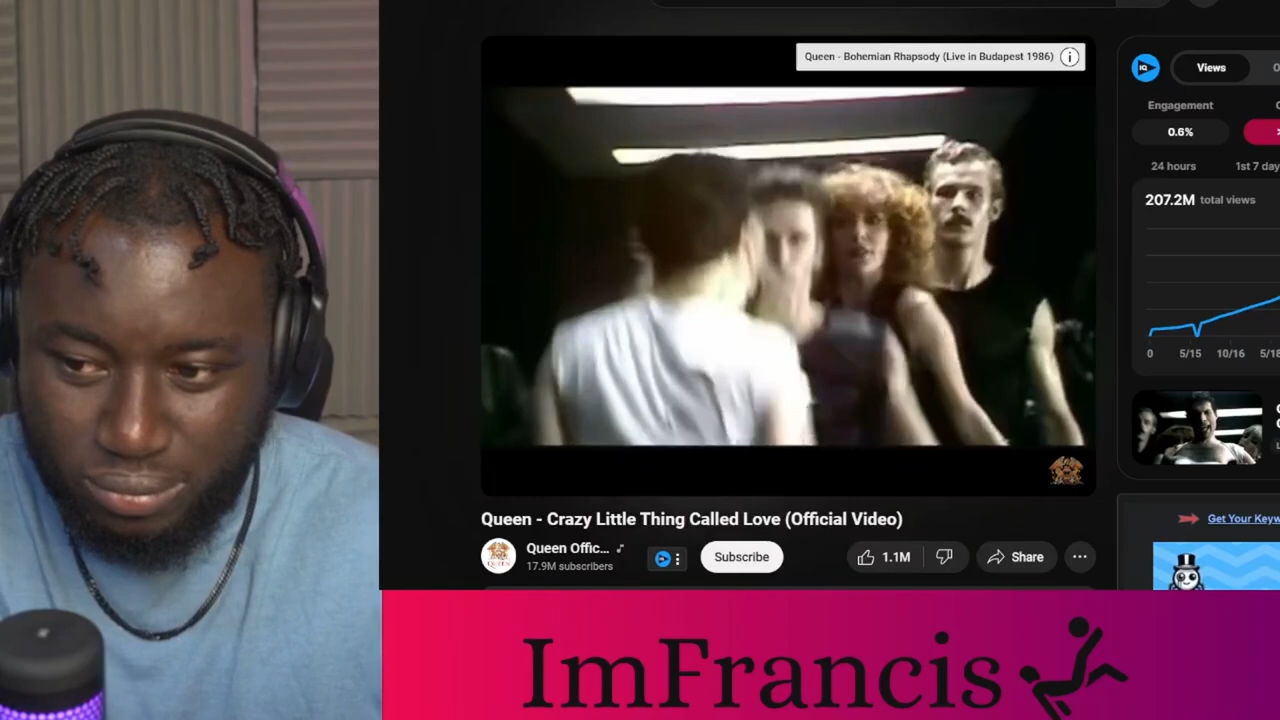 Queen - Bohemian Rhapsody (Live in Budapest 1986)
IQ
Views
Engagement
0.6%
24 hours
1st 7 day
207.2M total views
0
5/15
10/16
5/18
Queen - Crazy Little Thing Called Love (Official Video)
Queen Offic...
17.9M subscribers
Subscribe
1.1M
Share
Get Your Keyw
ImFrancis